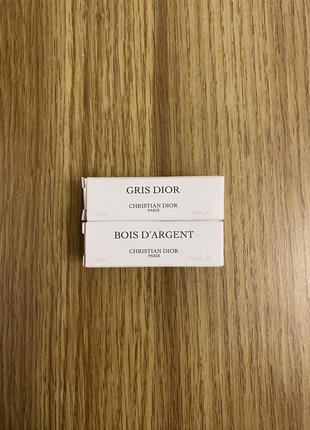 GRIS DIOR
CHRISTIAN DIOR
PARIS
BOIS D'ARGENT
CHRISTIAN DIOR
PARIS